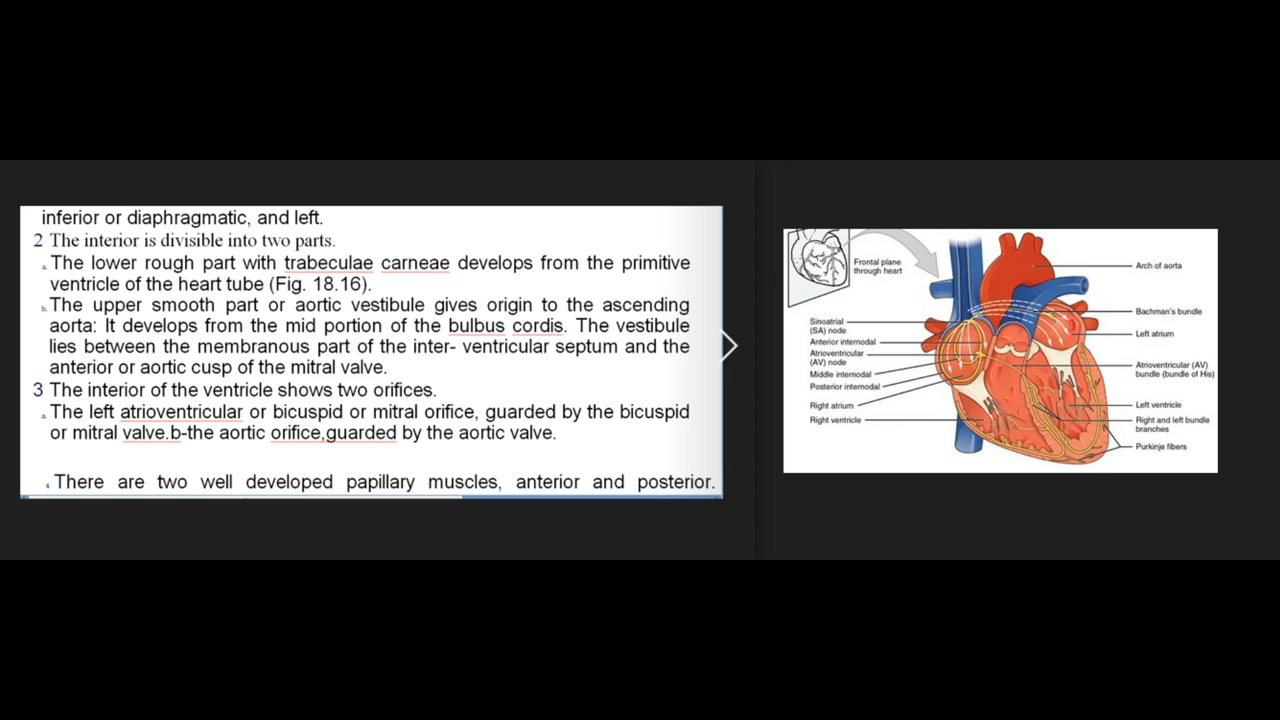 inferior or diaphragmatic, and left.
2 The interior is divisible into two parts.
a. The lower rough part with trabeculae carneae develops from the primitive
ventricle of the heart tube (Fig. 18.16).
b. The upper smooth part or aortic vestibule gives origin to the ascending
aorta: It develops from the mid portion of the bulbus cordis. The vestibule
lies between the membranous part of the inter- ventricular septum and the
anterior or aortic cusp of the mitral valve.
3 The interior of the ventricle shows two orifices.
a. The left atrioventricular or bicuspid or mitral orifice, guarded by the bicuspid
or mitral valve.b-the aortic orifice,guarded by the aortic valve.
4 There are two well developed papillary muscles, anterior and posterior.
Frontal plane
through heart
Sinoatrial
(SA) node
Anterior internodal
Atrioventricular
(AV) node
Middle internodal
Posterior internodal
Right atrium
Right ventricle
Arch of aorta
Bachman's bundle
Left atrium
Atrioventricular (AV)
bundle (bundle of His)
Left ventricle
Right and left bundle
branches
Purkinje fibers